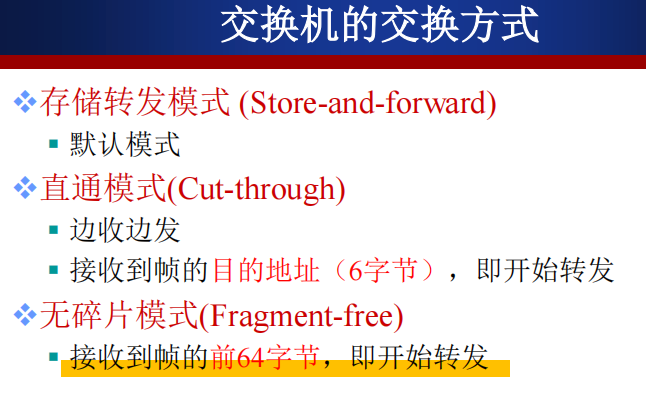 交换机的交换方式
存储转发模式 (Store-and-forward)
默认模式
直通模式(Cut-through)
边收边发
接收到帧的目的地址（6字节），即开始转发
无碎片模式(Fragment-free)
接收到帧的前64字节，即开始转发